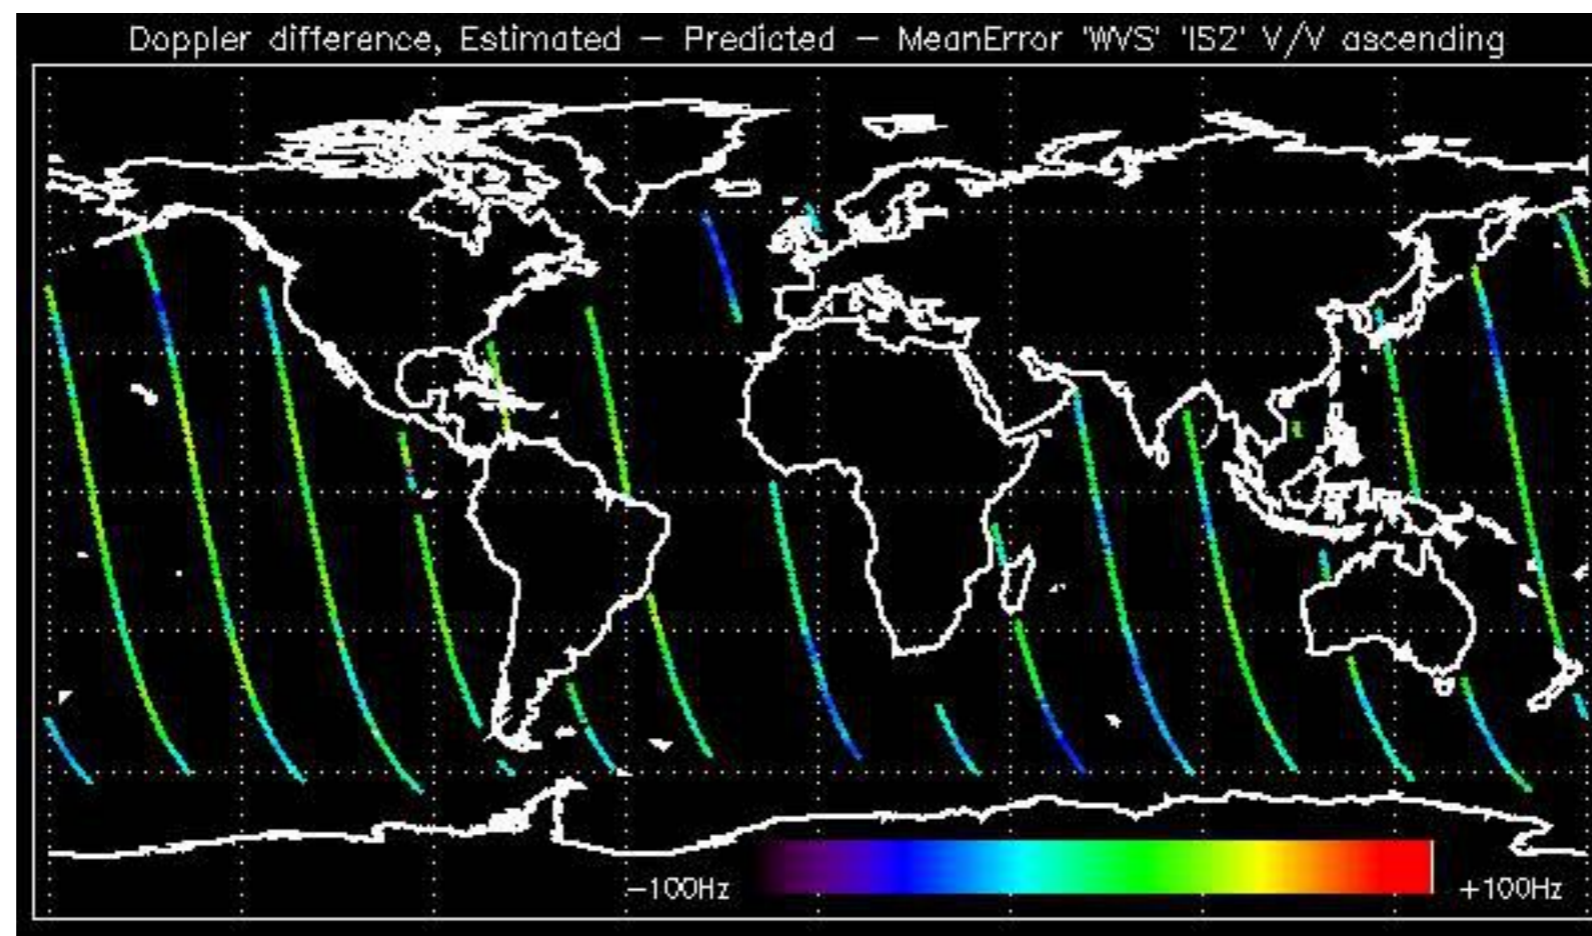 Doppler difference, Estimated – Predicted – MeanError 'WVS' 'IS2' V/V ascending
–100Hz
+100Hz